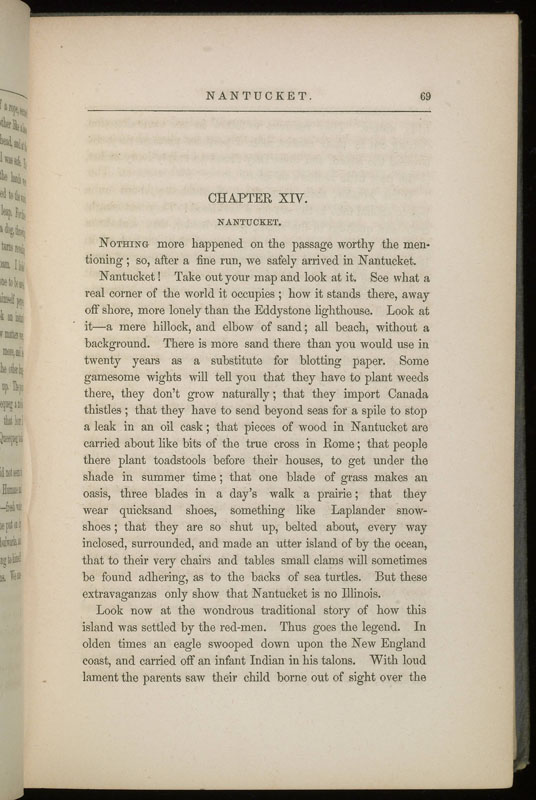 NANTUCKET. 69
CHAPTER XIV.
NANTUCKET.
NOTHING more happened on the passage worthy the men-
tioning ; so, after a fine run, we safely arrived in Nantucket.
Nantucket ! Take out your map and look at it. See what a
real corner of the world it occupies ; how it stands there, away
off shore, more lonely than the Eddystone lighthouse. Look at
it—a mere hillock, and elbow of sand ; all beach, without a
background. There is more sand there than you would use in
twenty years as a substitute for blotting paper. Some
gamesome wights will tell you that they have to plant weeds
there, they don't grow naturally ; that they import Canada
thistles ; that they have to send beyond seas for a spile to stop
a leak in an oil cask ; that pieces of wood in Nantucket are
carried about like bits of the true cross in Rome ; that people
there plant toadstools before their houses, to get under the
shade in summer time ; that one blade of grass makes an
oasis, three blades in a day's walk a prairie ; that they
wear quicksand shoes, something like Laplander snow-
shoes ; that they are so shut up, belted about, every way
inclosed, surrounded, and made an utter island of by the ocean,
that to their very chairs and tables small clams will sometimes
be found adhering, as to the backs of sea turtles. But these
extravaganzas only show that Nantucket is no Illinois.
Look now at the wondrous traditional story of how this
island was settled by the red-men. Thus goes the legend. In
olden times an eagle swooped down upon the New England
coast, and carried off an infant Indian in his talons. With loud
lament the parents saw their child borne out of sight over the